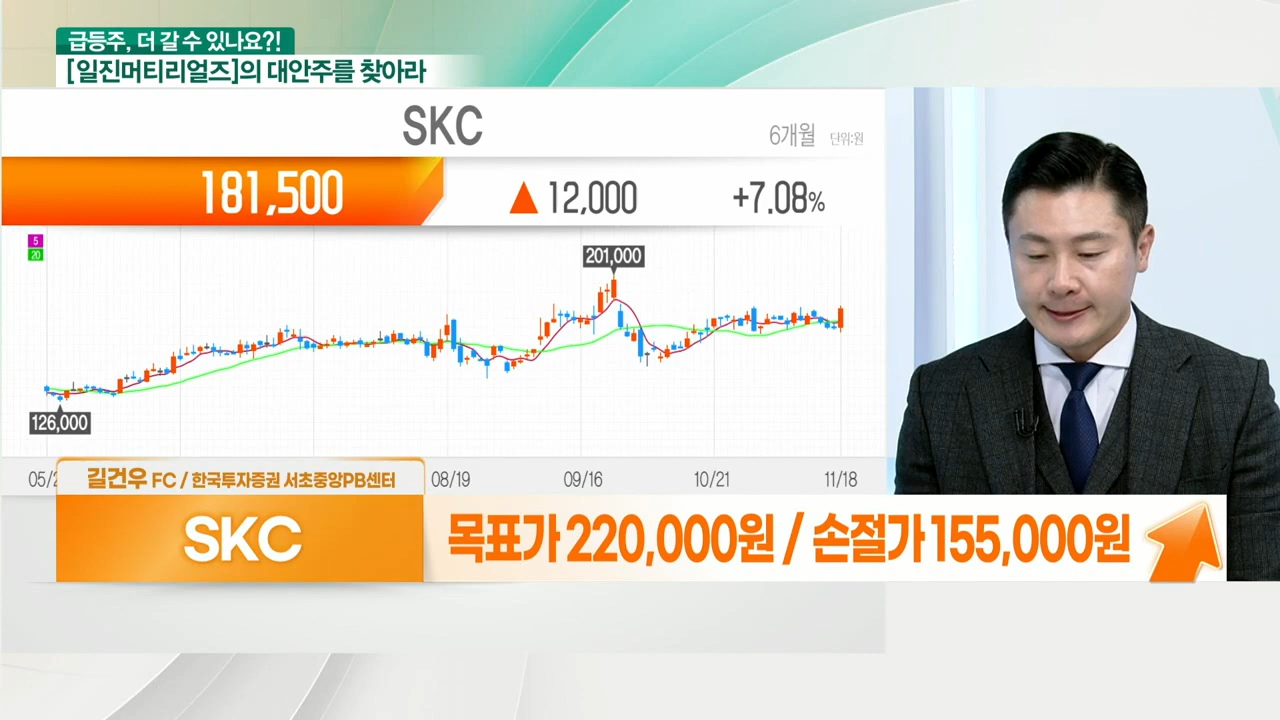 급등주, 더 갈 수 있나요?!
[일진머티리얼즈]의 대안주를 찾아라
SKC
6개월 단위:원
181,500 ▲ 12,000 +7.08%
5
20
201,000
126,000
08/19 09/16 10/21 11/18
길건우 FC / 한국투자증권 서초중앙PB센터
SKC
목표가 220,000원 / 손절가 155,000원